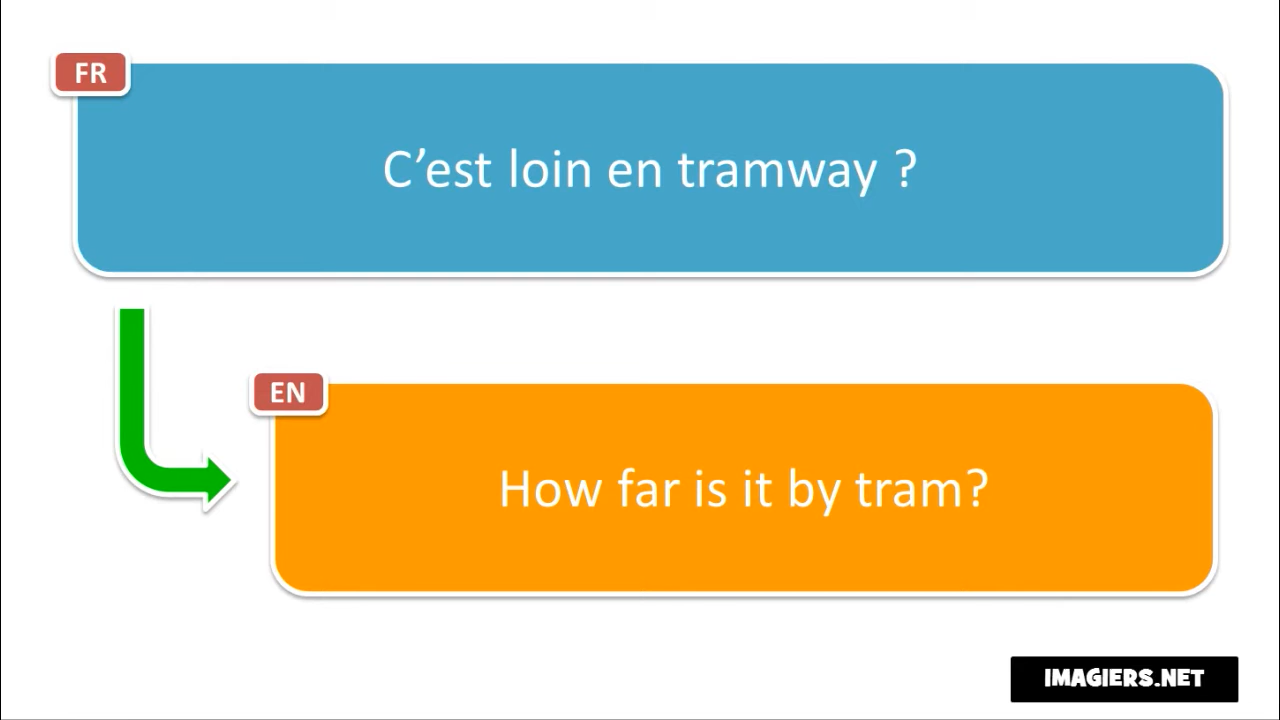 FR
C’est loin en tramway ?
EN
How far is it by tram?
IMAGIERS.NET